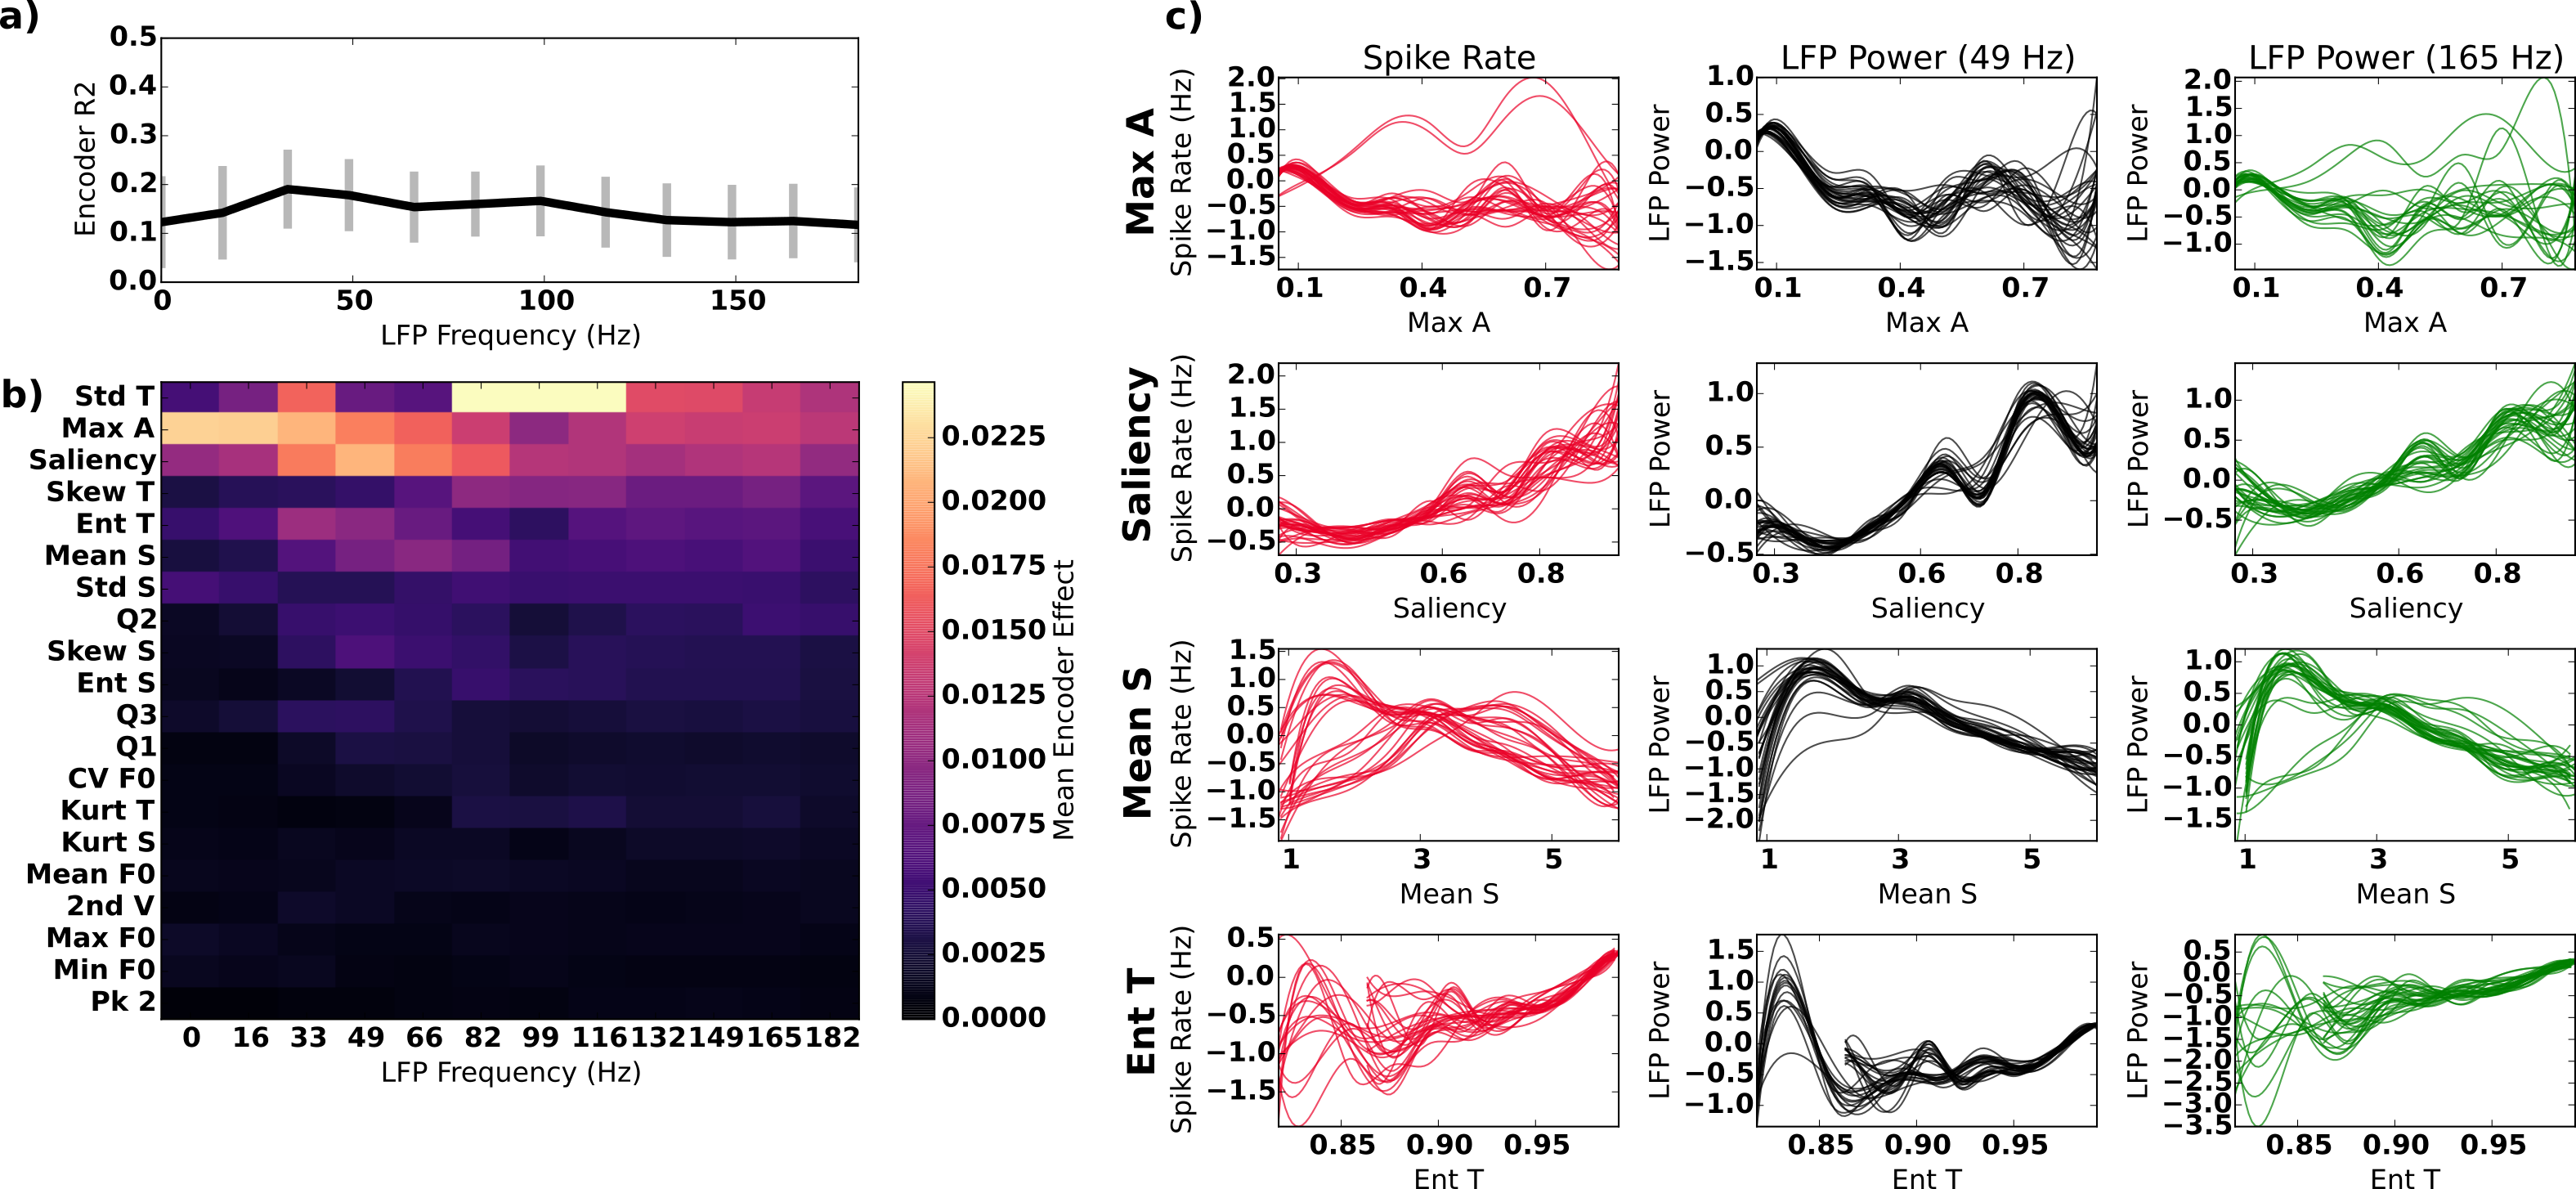 a)
0.5
0.4
0.3
0.2
0.1
0.0
Encoder R2
0 50 100 150
LFP Frequency (Hz)
b)
Std T
Max A
Saliency
Skew T
Ent T
Mean S
Std S
Q2
Skew S
Ent S
Q3
Q1
CV F0
Kurt T
Kurt S
Mean F0
2nd V
Max F0
Min F0
Pk 2
0 16 33 49 66 82 99 116 132 149 165 182
LFP Frequency (Hz)
0.0225
0.0200
0.0175
0.0150
0.0125
0.0100
0.0075
0.0050
0.0025
0.0000
Mean Encoder Effect
c)
Spike Rate
LFP Power (49 Hz)
LFP Power (165 Hz)
Max A
Spike Rate (Hz)
2.0
1.5
1.0
0.5
0.0
−0.5
−1.0
−1.5
0.1 0.4 0.7
Max A
LFP Power
1.0
0.5
0.0
−0.5
−1.0
−1.5
0.1 0.4 0.7
Max A
LFP Power
2.0
1.5
1.0
0.5
0.0
−0.5
−1.0
0.1 0.4 0.7
Max A
Saliency
Spike Rate (Hz)
2.0
1.5
1.0
0.5
0.0
−0.5
0.3 0.6 0.8
Saliency
LFP Power
1.0
0.5
0.0
−0.5
0.3 0.6 0.8
Saliency
LFP Power
1.0
0.5
0.0
−0.5
0.3 0.6 0.8
Saliency
Mean S
Spike Rate (Hz)
1.5
1.0
0.5
0.0
−0.5
−1.0
−1.5
1 3 5
Mean S
LFP Power
1.0
0.5
0.0
−0.5
−1.0
−1.5
−2.0
1 3 5
Mean S
LFP Power
1.0
0.5
0.0
−0.5
−1.0
−1.5
1 3 5
Mean S
Ent T
Spike Rate (Hz)
0.5
0.0
−0.5
−1.0
−1.5
0.85 0.90 0.95
Ent T
LFP Power
1.5
1.0
0.5
0.0
−0.5
−1.0
0.85 0.90 0.95
Ent T
LFP Power
0.5
0.0
−0.5
−1.0
−1.5
−2.0
−2.5
−3.0
−3.5
0.85 0.90 0.95
Ent T